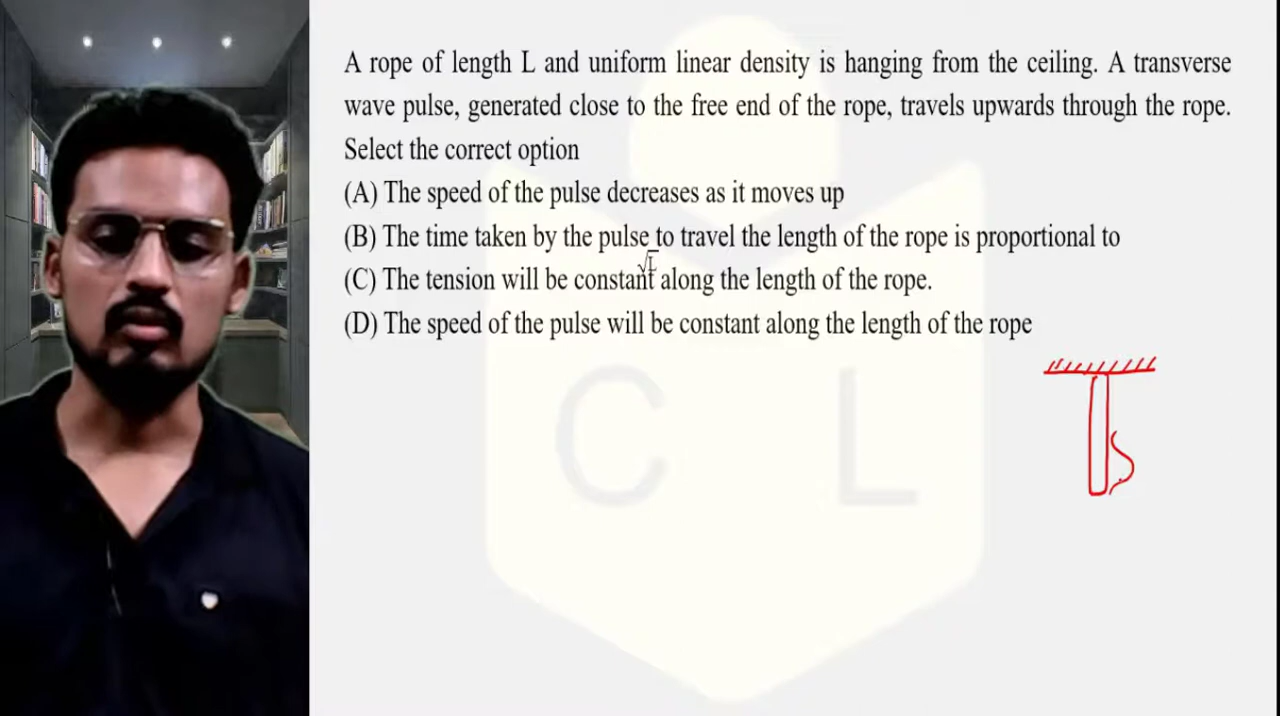 A rope of length L and uniform linear density is hanging from the ceiling. A transverse
wave pulse, generated close to the free end of the rope, travels upwards through the rope.
Select the correct option
(A) The speed of the pulse decreases as it moves up
(B) The time taken by the pulse to travel the length of the rope is proportional to
√L
(C) The tension will be constant along the length of the rope.
(D) The speed of the pulse will be constant along the length of the rope
C L